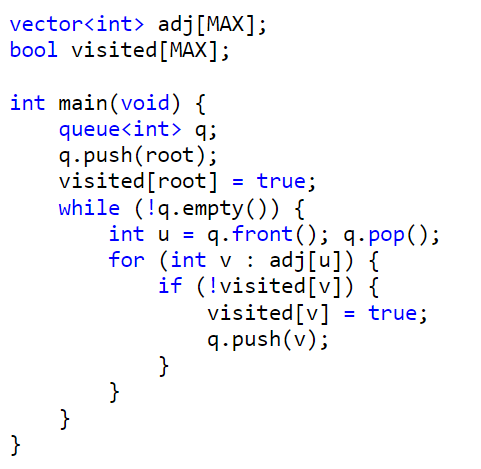 vector<int> adj[MAX];
bool visited[MAX];

int main(void) {
    queue<int> q;
    q.push(root);
    visited[root] = true;
    while (!q.empty()) {
        int u = q.front(); q.pop();
        for (int v : adj[u]) {
            if (!visited[v]) {
                visited[v] = true;
                q.push(v);
            }
        }
    }
}